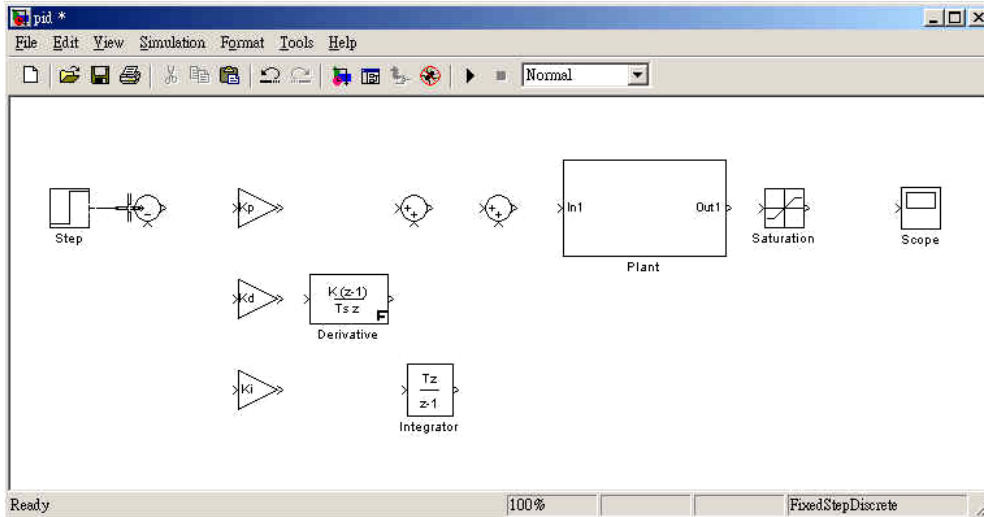 pid *
File Edit View Simulation Format Tools Help
Normal
Step
Kp
In1 Out1
Plant
Saturation
Scope
Kd
K(z-1)
Ts z
F
Derivative
Ki
Tz
z-1
Integrator
Ready 100% FixedStepDiscrete